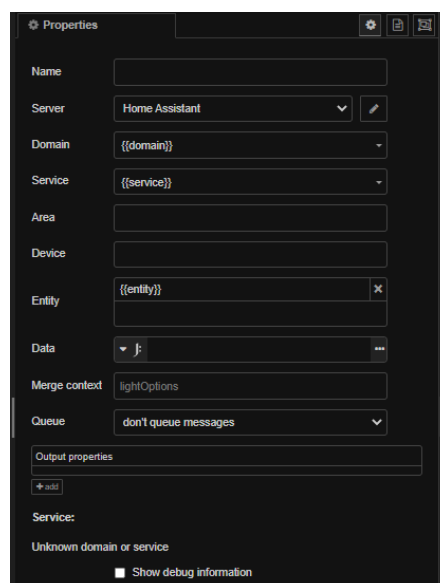 Properties
Name
Server Home Assistant
Domain {{domain}}
Service {{service}}
Area
Device
Entity {{entity}}
Data J:
Merge context lightOptions
Queue don't queue messages
Output properties
+add
Service:
Unknown domain or service
Show debug information